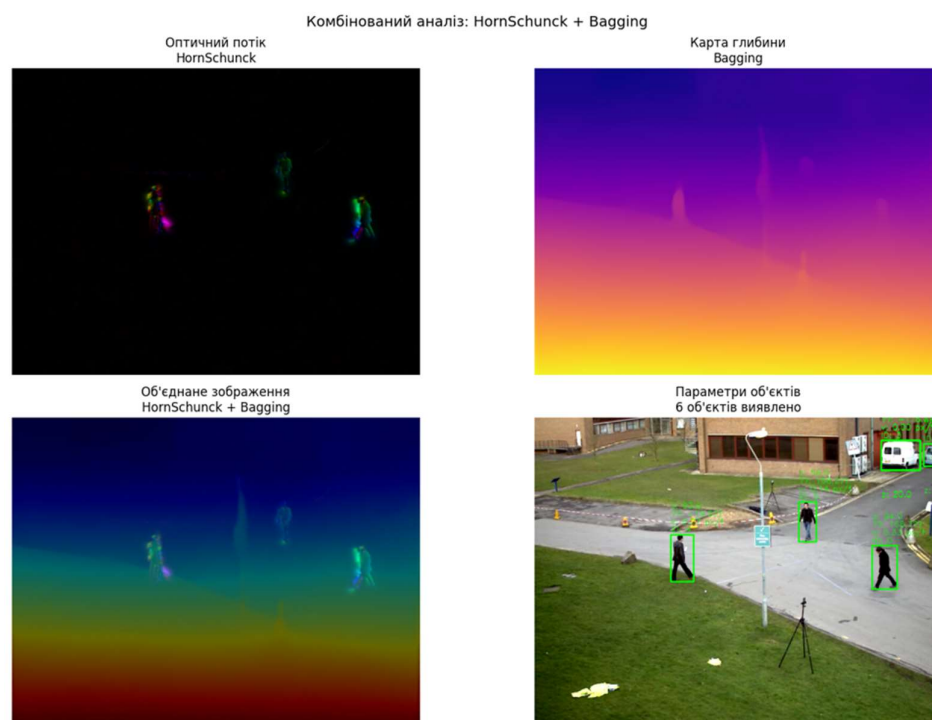 Комбінований аналіз: HornSchunck + Bagging
Оптичний потік
HornSchunck
Карта глибини
Bagging
Об'єднане зображення
HornSchunck + Bagging
Параметри об'єктів
6 об'єктів виявлено